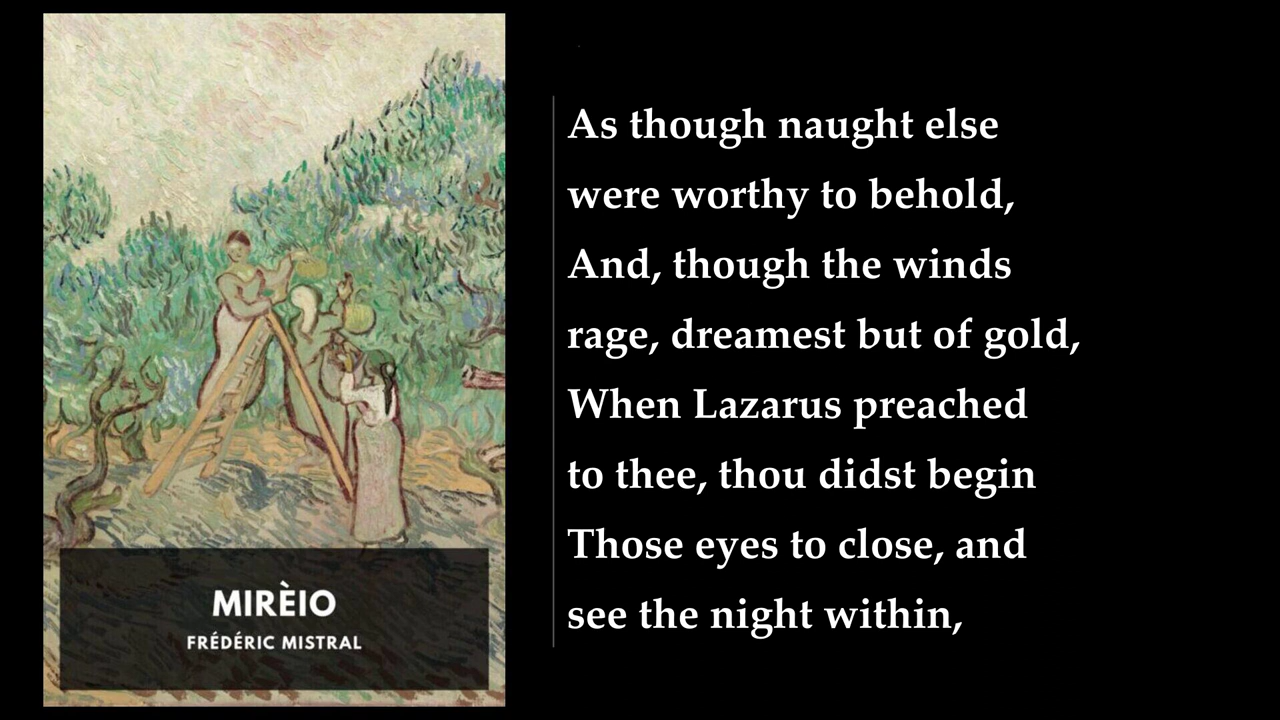 MIRÈIO
FRÉDÉRIC MISTRAL
As though naught else
were worthy to behold,
And, though the winds
rage, dreamest but of gold,
When Lazarus preached
to thee, thou didst begin
Those eyes to close, and
see the night within,